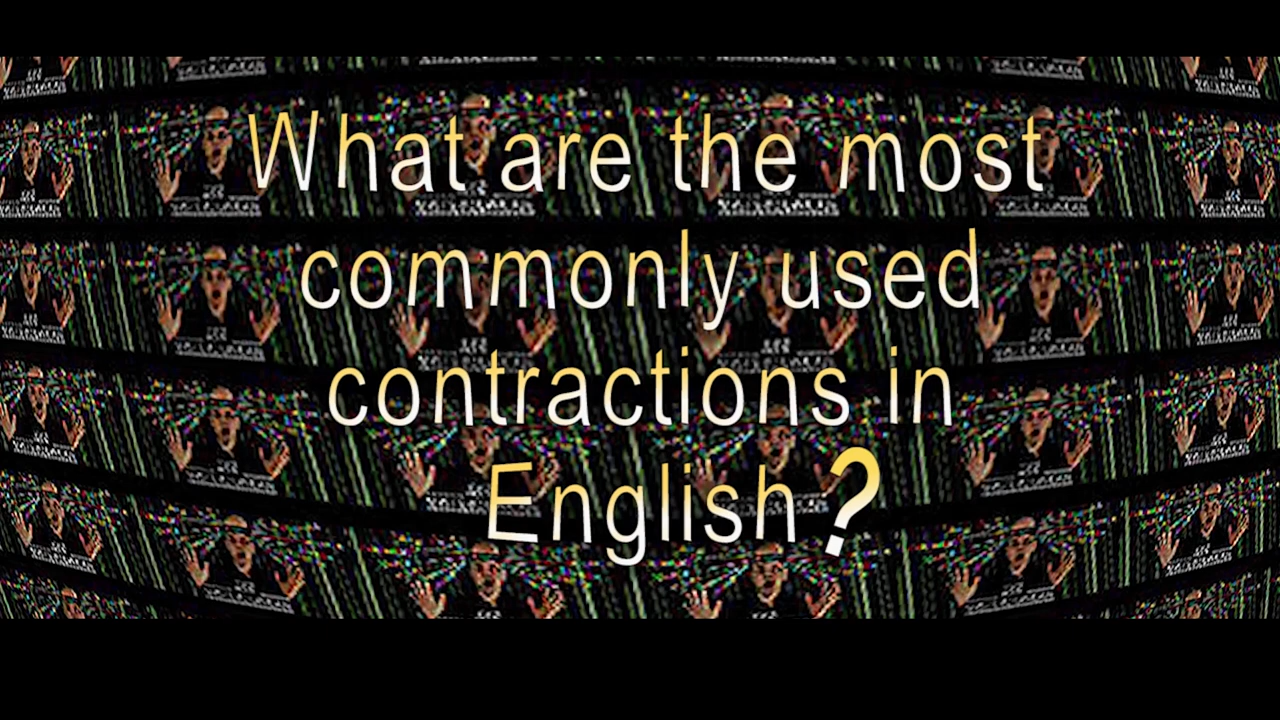 What are the most
commonly used
contractions in
English?